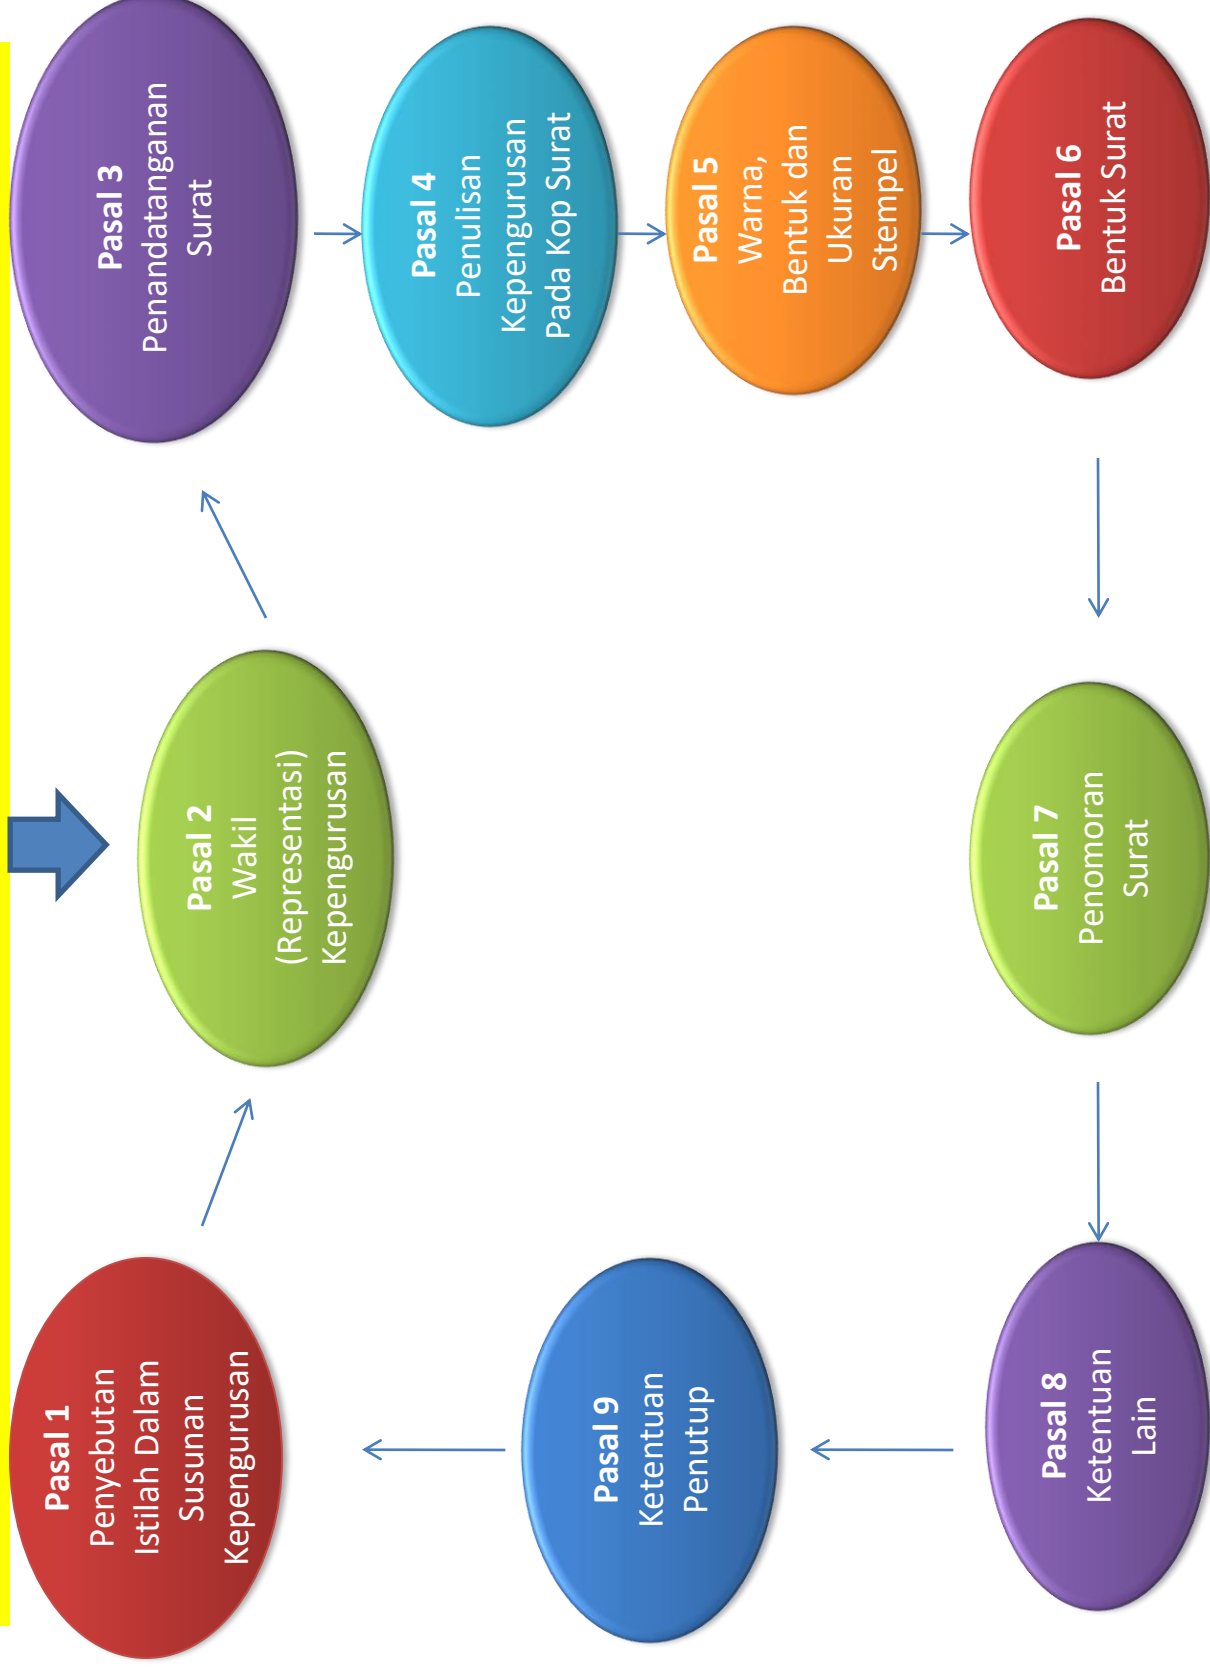 Pasal 1
Penyebutan
Istilah Dalam
Susunan
Kepengurusan
Pasal 2
Wakil
(Representasi)
Kepengurusan
Pasal 3
Penandatanganan
Surat
Pasal 4
Penulisan
Kepengurusan
Pada Kop Surat
Pasal 5
Warna,
Bentuk dan
Ukuran
Stempel
Pasal 6
Bentuk Surat
Pasal 7
Penomoran
Surat
Pasal 8
Ketentuan
Lain
Pasal 9
Ketentuan
Penutup